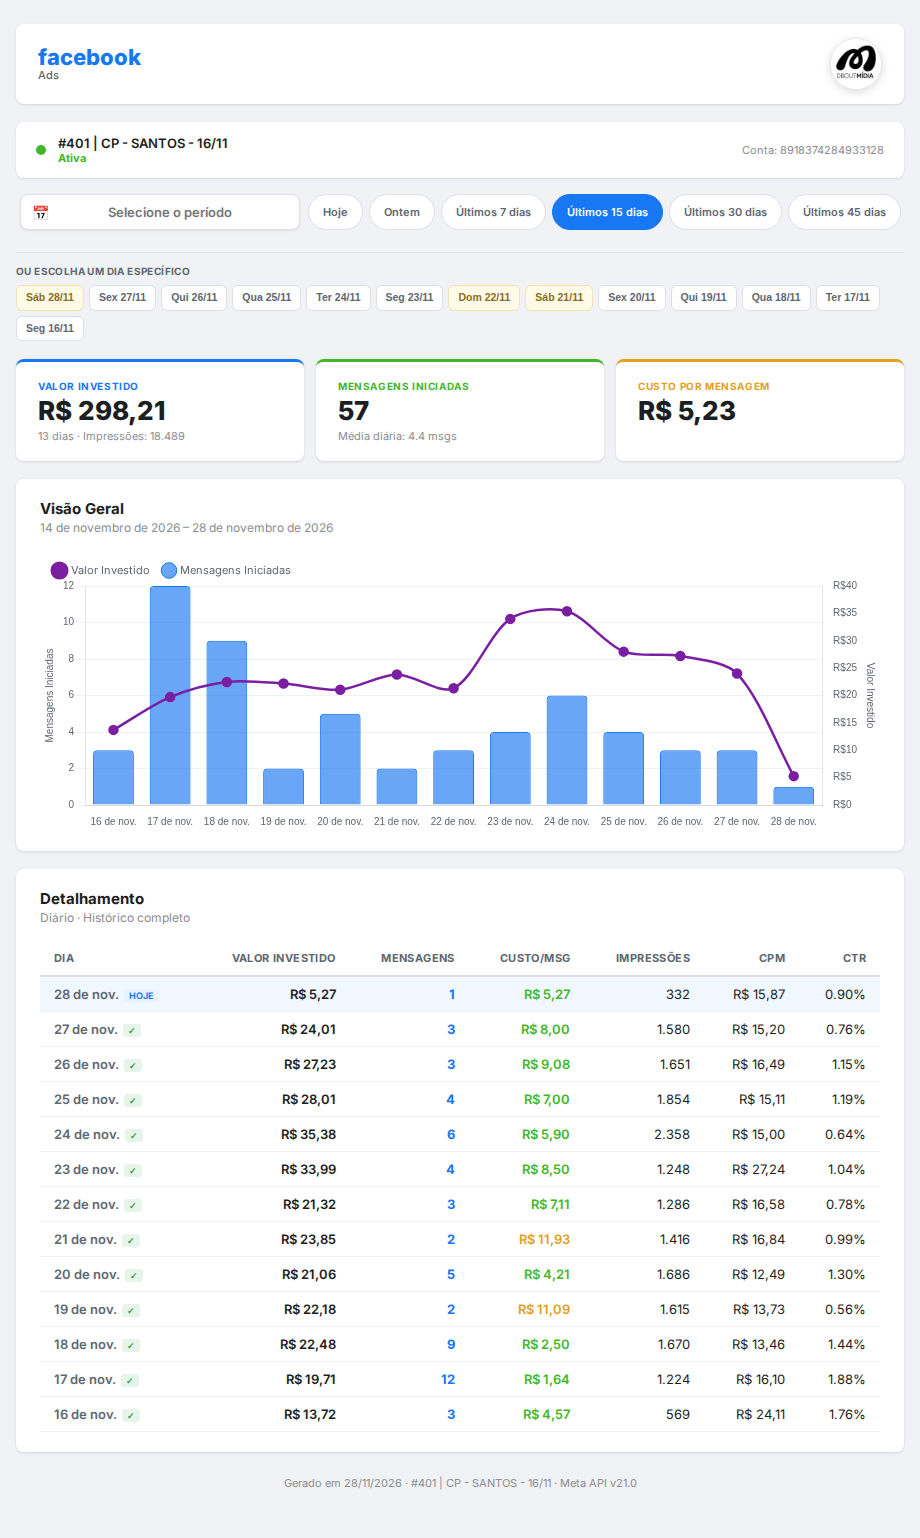 facebook
Ads
DBOUTMÍDIA
#401 | CP - SANTOS - 16/11
Ativa
Conta: 8918374284933128
Selecione o período
Hoje
Ontem
Últimos 7 dias
Últimos 15 dias
Últimos 30 dias
Últimos 45 dias
OU ESCOLHA UM DIA ESPECÍFICO
Sáb 28/11 Sex 27/11 Qui 26/11 Qua 25/11 Ter 24/11 Seg 23/11 Dom 22/11 Sáb 21/11 Sex 20/11 Qui 19/11 Qua 18/11 Ter 17/11
Seg 16/11
VALOR INVESTIDO
R$ 298,21
13 dias · Impressões: 18.489
MENSAGENS INICIADAS
57
Média diária: 4.4 msgs
CUSTO POR MENSAGEM
R$ 5,23
Visão Geral
14 de novembro de 2026 – 28 de novembro de 2026
Valor Investido Mensagens Iniciadas
Mensagens Iniciadas
12
10
8
6
4
2
0
R$40
R$35
R$30
R$25
R$20
R$15
R$10
R$5
R$0
Valor Investido
16 de nov. 17 de nov. 18 de nov. 19 de nov. 20 de nov. 21 de nov. 22 de nov. 23 de nov. 24 de nov. 25 de nov. 26 de nov. 27 de nov. 28 de nov.
Detalhamento
Diário · Histórico completo
DIA VALOR INVESTIDO MENSAGENS CUSTO/MSG IMPRESSÕES CPM CTR
28 de nov. HOJE R$ 5,27 1 R$ 5,27 332 R$ 15,87 0.90%
27 de nov. ✓ R$ 24,01 3 R$ 8,00 1.580 R$ 15,20 0.76%
26 de nov. ✓ R$ 27,23 3 R$ 9,08 1.651 R$ 16,49 1.15%
25 de nov. ✓ R$ 28,01 4 R$ 7,00 1.854 R$ 15,11 1.19%
24 de nov. ✓ R$ 35,38 6 R$ 5,90 2.358 R$ 15,00 0.64%
23 de nov. ✓ R$ 33,99 4 R$ 8,50 1.248 R$ 27,24 1.04%
22 de nov. ✓ R$ 21,32 3 R$ 7,11 1.286 R$ 16,58 0.78%
21 de nov. ✓ R$ 23,85 2 R$ 11,93 1.416 R$ 16,84 0.99%
20 de nov. ✓ R$ 21,06 5 R$ 4,21 1.686 R$ 12,49 1.30%
19 de nov. ✓ R$ 22,18 2 R$ 11,09 1.615 R$ 13,73 0.56%
18 de nov. ✓ R$ 22,48 9 R$ 2,50 1.670 R$ 13,46 1.44%
17 de nov. ✓ R$ 19,71 12 R$ 1,64 1.224 R$ 16,10 1.88%
16 de nov. ✓ R$ 13,72 3 R$ 4,57 569 R$ 24,11 1.76%
Gerado em 28/11/2026 · #401 | CP - SANTOS - 16/11 · Meta API v21.0